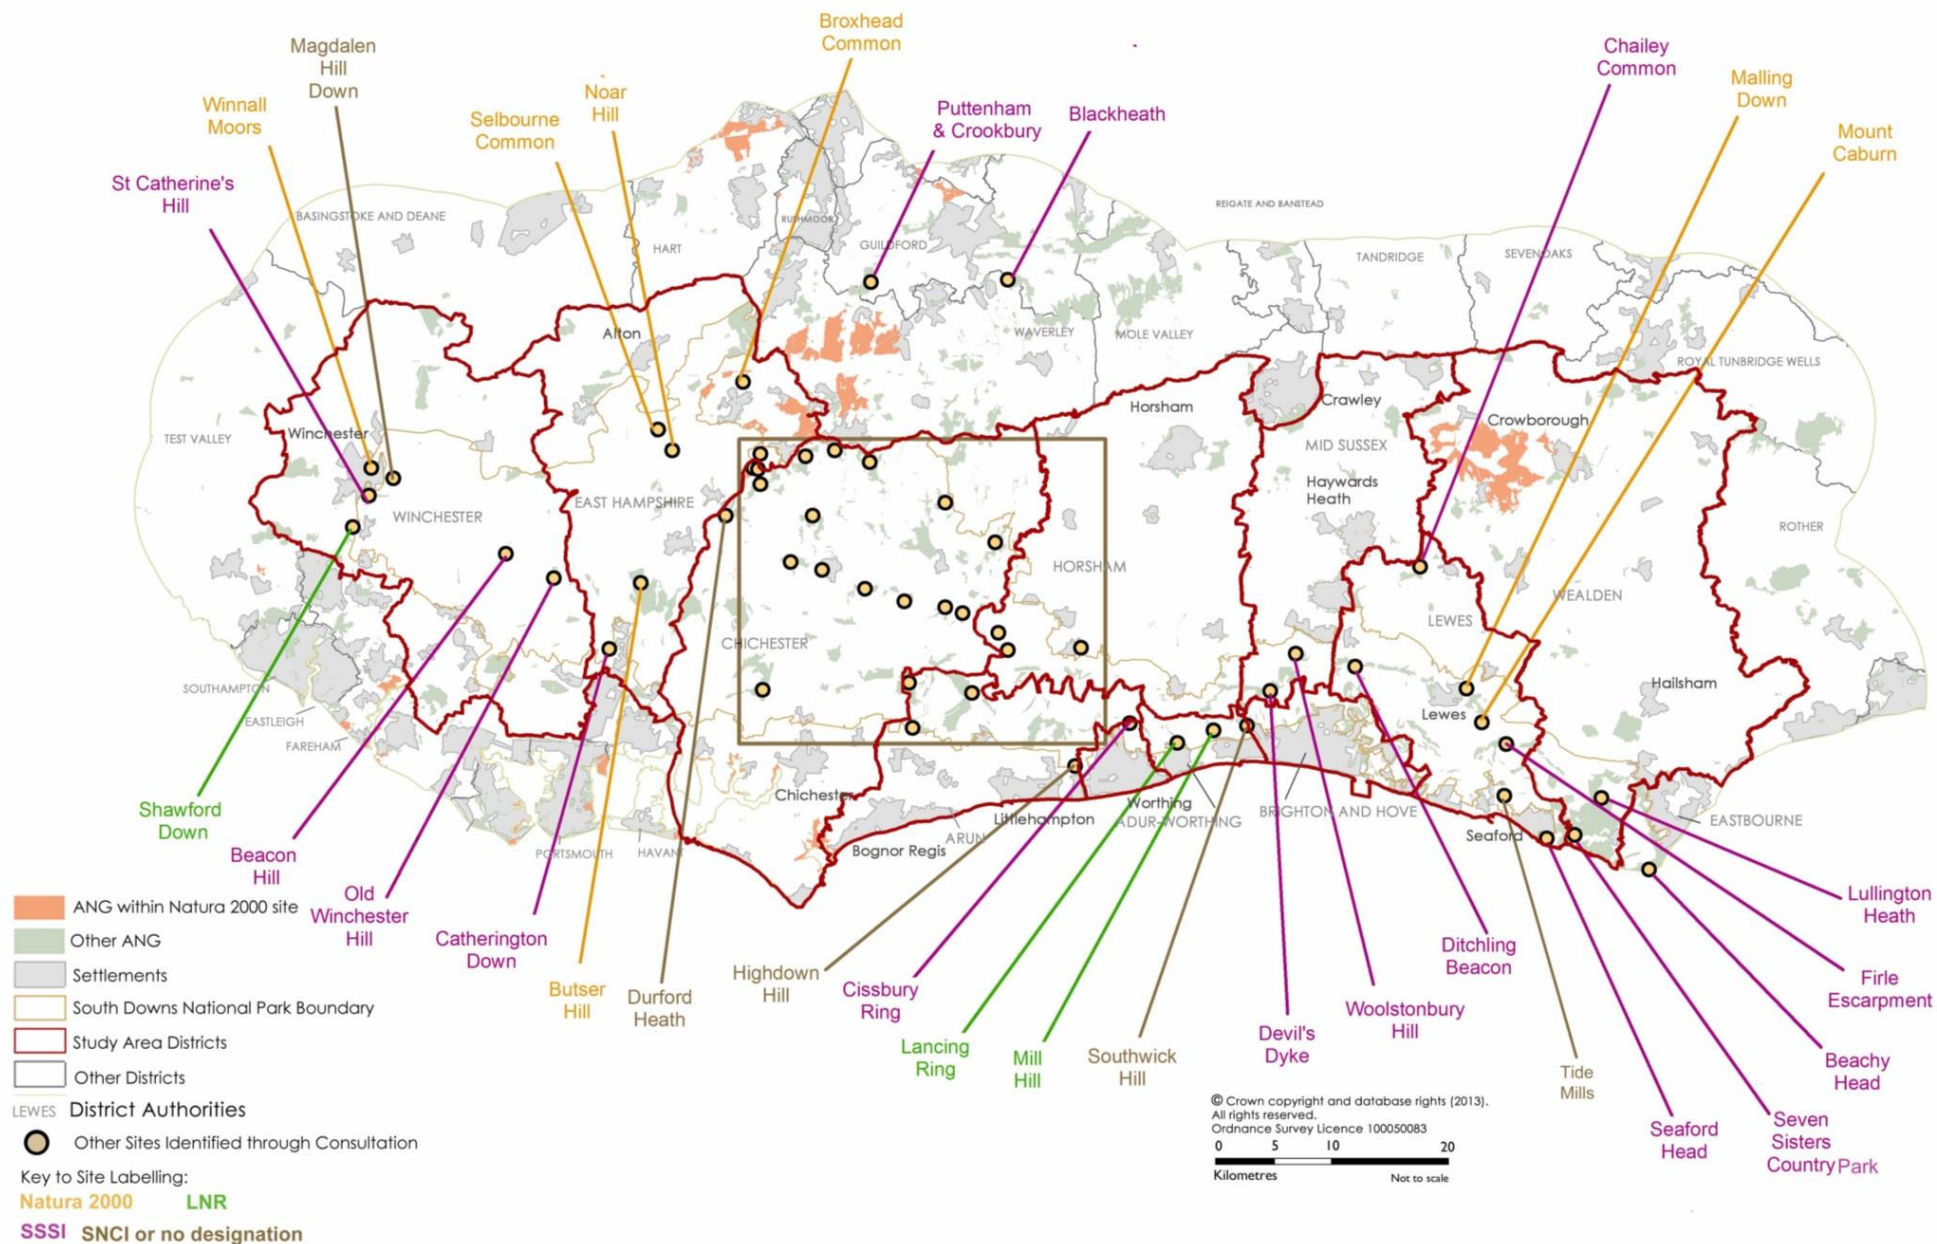 Broxhead
Common
Magdalen
Hill
Down
Chailey
Common
Malling
Down
Noar
Hill
Winnall
Moors
Selbourne
Common
Puttenham
& Crookbury
Blackheath
Mount
Caburn
St Catherine's
Hill
BASINGSTOKE AND DEANE
HART
RUSHMOOR
GUILDFORD
REIGATE AND BANSTEAD
TANDRIDGE
SEVENOAKS
Alton
WAVERLEY
MOLE VALLEY
ROYAL TUNBRIDGE WELLS
Horsham
Crawley
Crowborough
TEST VALLEY
Winchester
MID SUSSEX
Haywards
Heath
WINCHESTER
EAST HAMPSHIRE
ROTHER
HORSHAM
WEALDEN
LEWES
CHICHESTER
SOUTHAMPTON
EASTLEIGH
FAREHAM
Hailsham
Lewes
Chichester
Worthing
Littlehampton
ADUR-WORTHING
BRIGHTON AND HOVE
EASTBOURNE
Seaford
ARUN
Bognor Regis
PORTSMOUTH
HAVANT
Shawford
Down
Beacon
Hill
Old
Winchester
Hill
Catherington
Down
Butser
Hill
Durford
Heath
Highdown
Hill
Cissbury
Ring
Lancing
Ring
Mill
Hill
Southwick
Hill
Devil's
Dyke
Woolstonbury
Hill
Ditchling
Beacon
Tide
Mills
Seaford
Head
Seven
Sisters
Country Park
Beachy
Head
Firle
Escarpment
Lullington
Heath
ANG within Natura 2000 site
Other ANG
Settlements
South Downs National Park Boundary
Study Area Districts
Other Districts
LEWES District Authorities
Other Sites Identified through Consultation
Key to Site Labelling:
Natura 2000 LNR
SSSI SNCI or no designation
© Crown copyright and database rights (2013).
All rights reserved.
Ordnance Survey Licence 100050083
0 5 10 20
Kilometres Not to scale